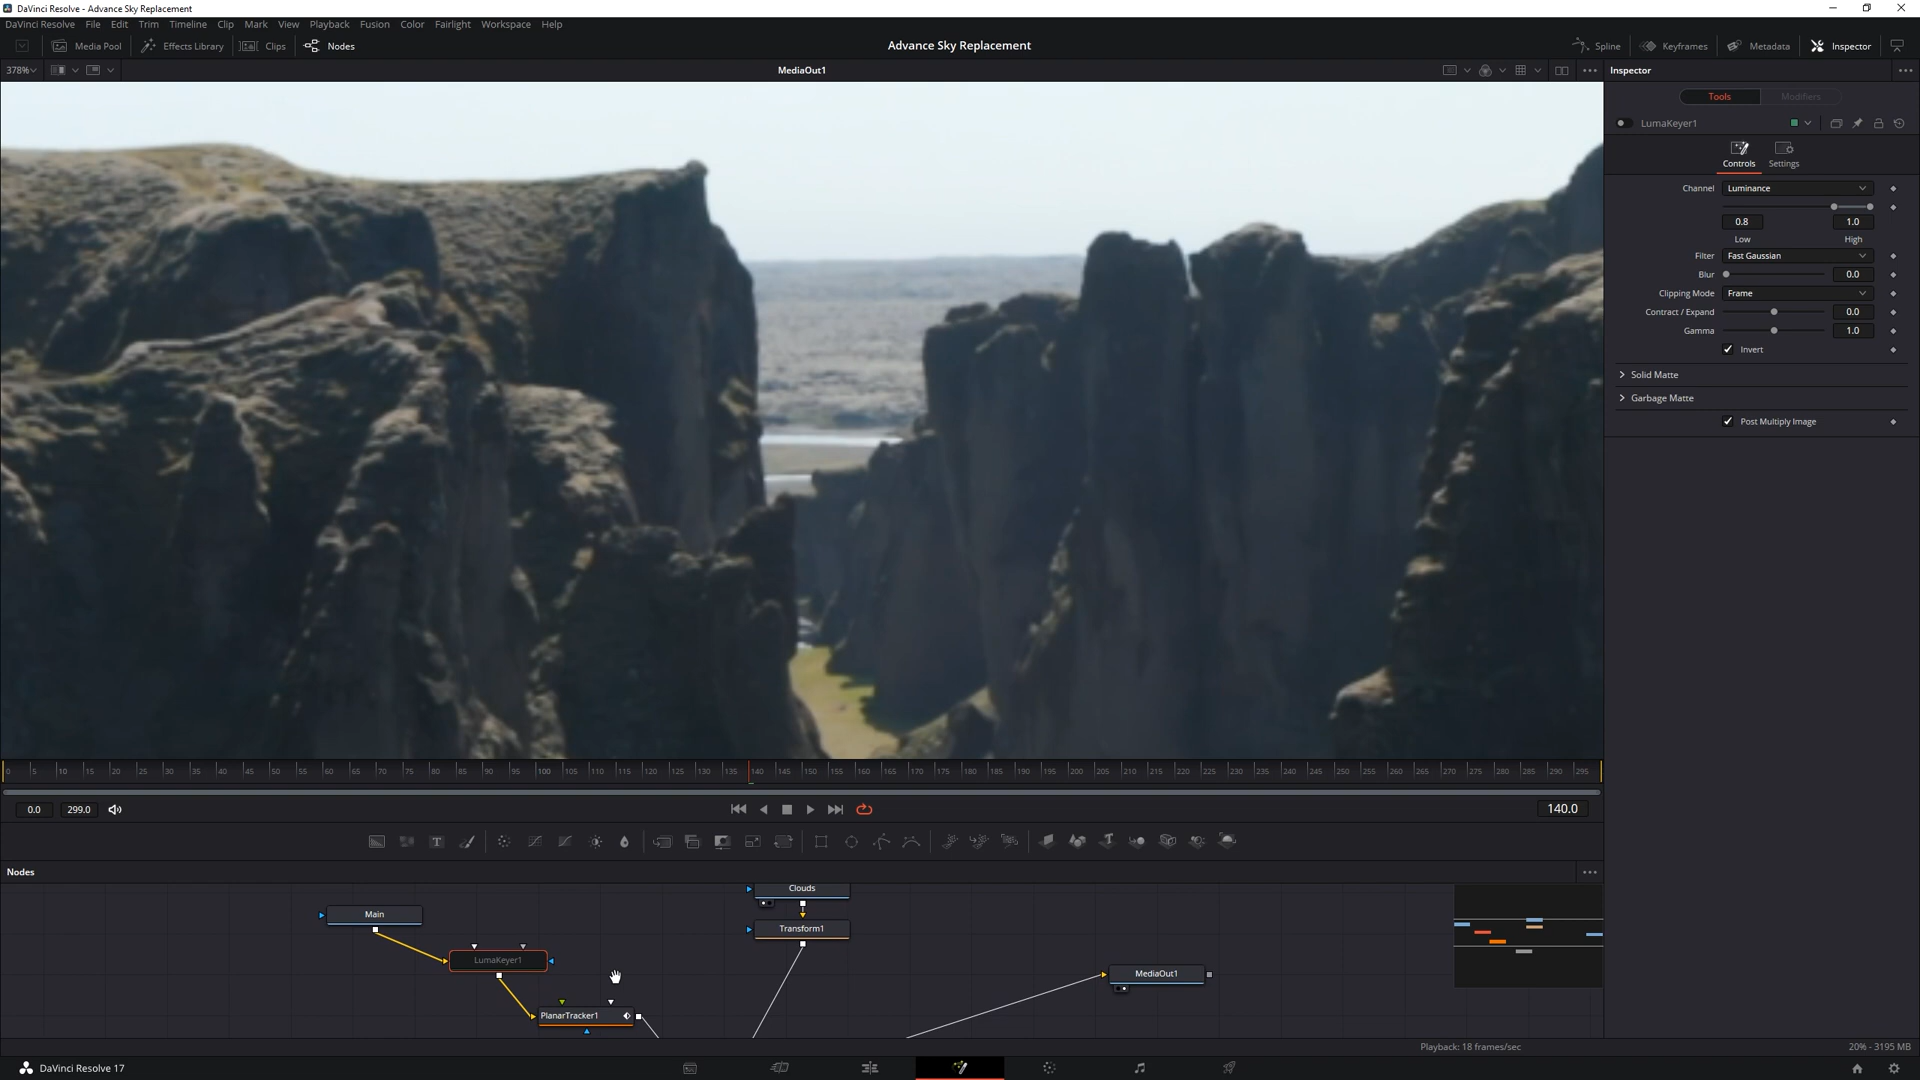 DaVinci Resolve - Advance Sky Replacement
DaVinci Resolve File Edit Trim Timeline Clip Mark View Playback Fusion Color Fairlight Workspace Help
Media Pool Effects Library Clips Nodes Advance Sky Replacement Spline Keyframes Metadata Inspector
378% MediaOut1 Inspector
Tools Modifiers
LumaKeyer1
Controls Settings
Channel Luminance
0.8 1.0
Low High
Filter Fast Gaussian
Blur 0.0
Clipping Mode Frame
Contract / Expand 0.0
Gamma 1.0
Invert
Solid Matte
Garbage Matte
Post Multiply Image
0 5 10 15 20 25 30 35 40 45 50 55 60 65 70 75 80 85 90 95 100 105 110 115 120 125 130 135 140 145 150 155 160 165 170 175 180 185 190 195 200 205 210 215 220 225 230 235 240 245 250 255 260 265 270 275 280 285 290 295
0.0 299.0 140.0
Nodes
Clouds
Main
Transform1
LumaKeyer1
MediaOut1
PlanarTracker1
Playback: 18 frames/sec 20% - 3195 MB
DaVinci Resolve 17